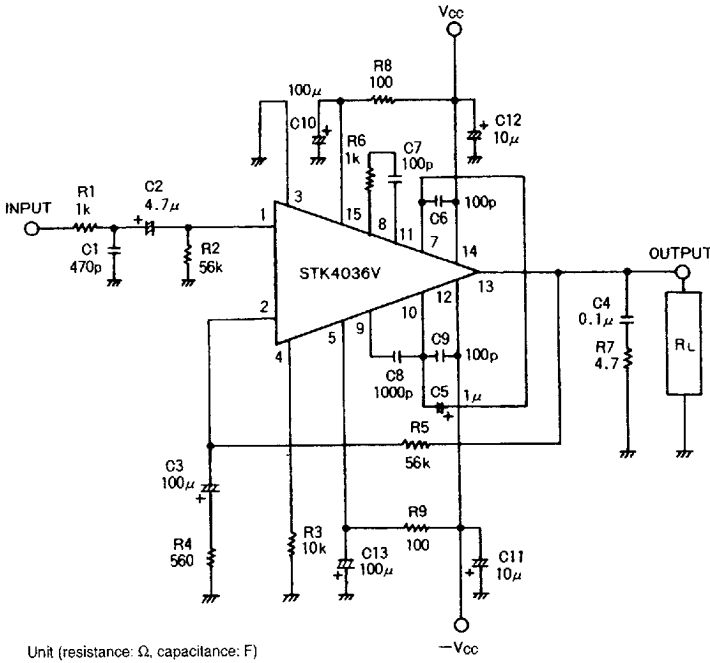 VCC
R8
100
100μ
C10
+
+
C12
10μ
R6
1k
C7
100p
C6
100p
3
15
8
11
7
14
INPUT
R1
1k
C2
4.7μ
+
1
C1
470p
R2
56k
STK4036V
13
OUTPUT
2
4
5
9
10
12
C8
1000p
C9
100p
C5
1μ
+
C4
0.1μ
R7
4.7
RL
R5
56k
C3
100μ
+
R4
560
R3
10k
R9
100
C13
100μ
+
C11
10μ
+
−VCC
Unit (resistance: Ω, capacitance: F)